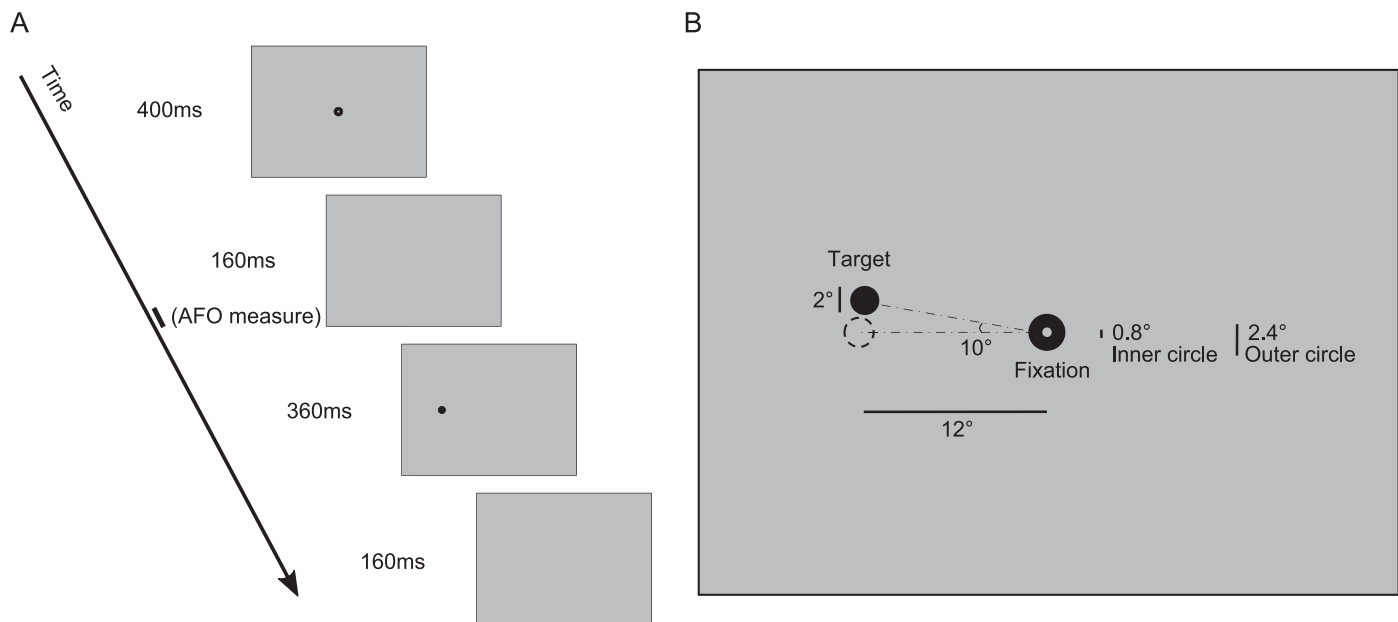 A
Time
400ms
160ms
(AFO measure)
360ms
160ms
B
Target
2°
10°
Fixation
0.8°
Inner circle
2.4°
Outer circle
12°